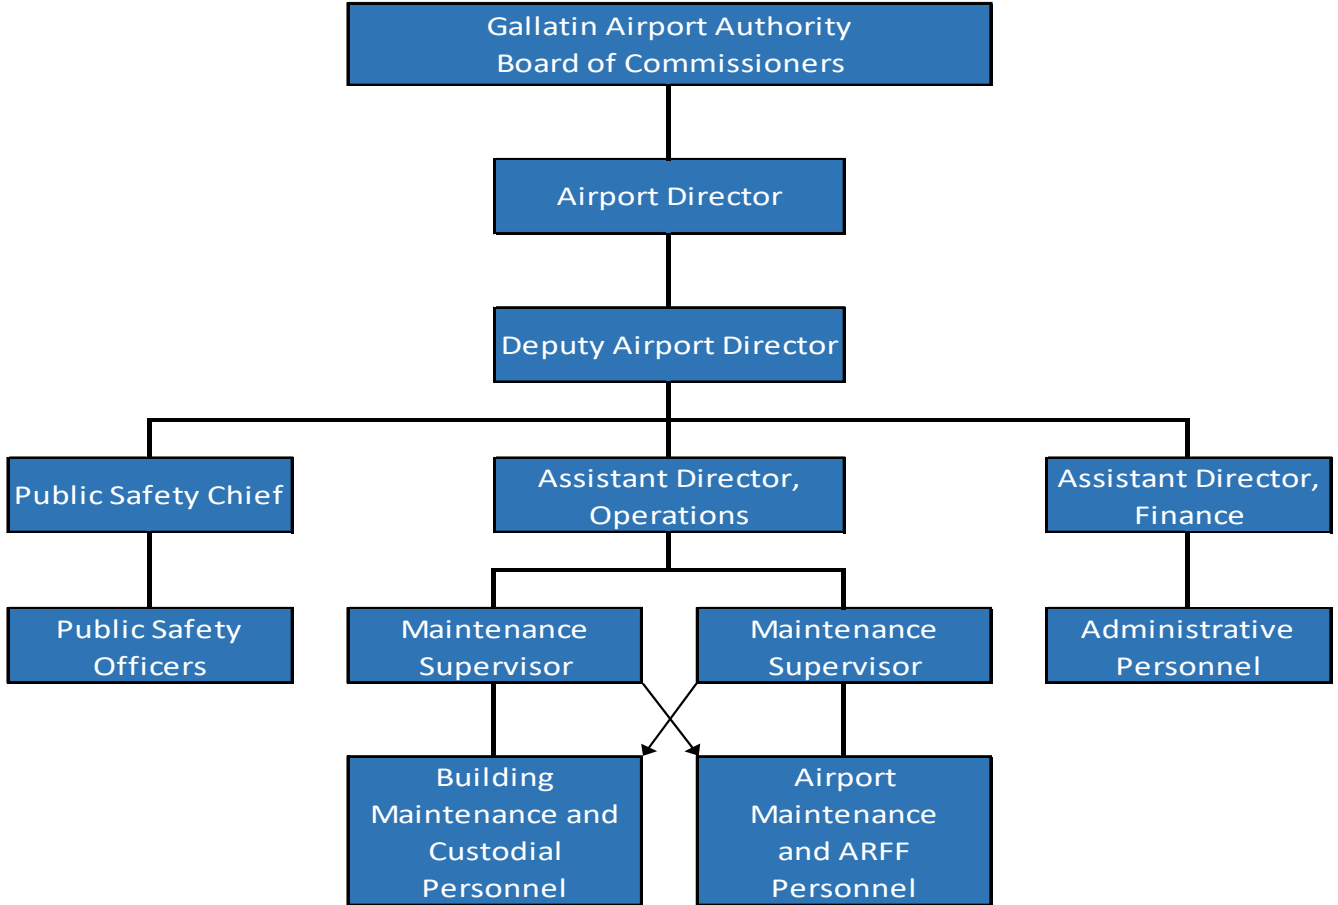 Gallatin Airport Authority
Board of Commissioners
Airport Director
Deputy Airport Director
Public Safety Chief
Assistant Director,
Operations
Assistant Director,
Finance
Public Safety
Officers
Maintenance
Supervisor
Maintenance
Supervisor
Administrative
Personnel
Building
Maintenance and
Custodial
Personnel
Airport
Maintenance
and ARFF
Personnel